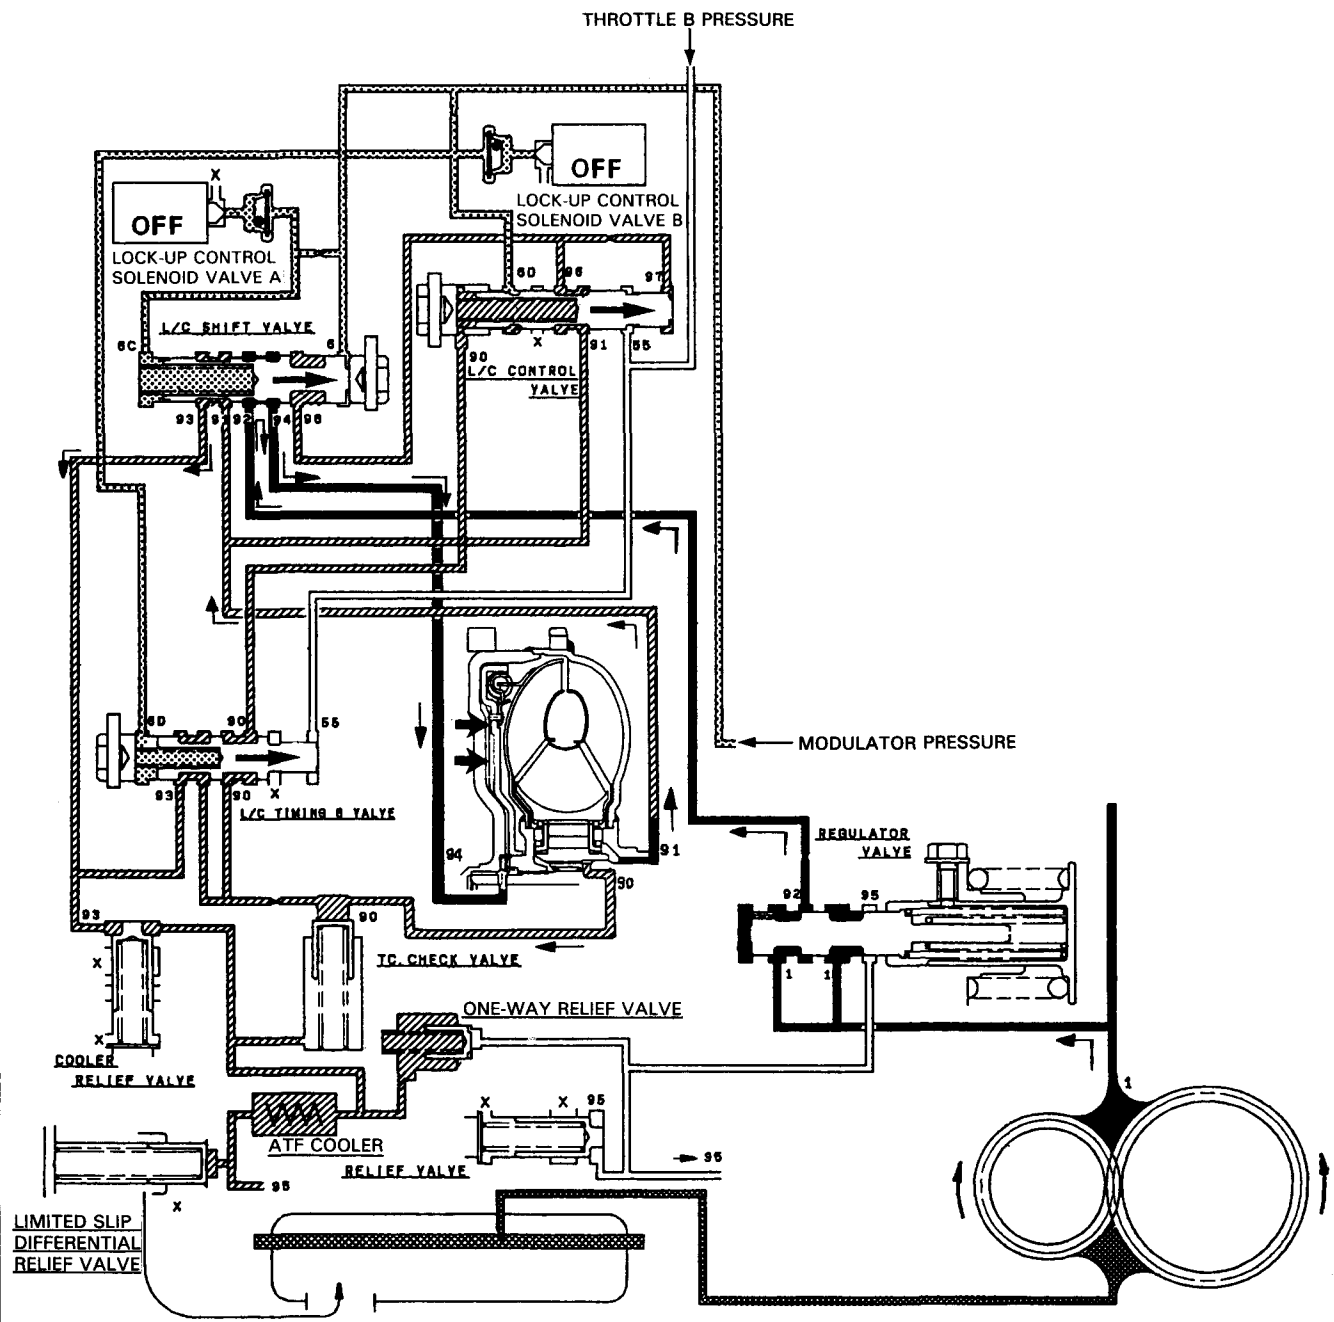 THROTTLE B PRESSURE
OFF
LOCK-UP CONTROL
SOLENOID VALVE B
X
OFF
LOCK-UP CONTROL
SOLENOID VALVE A
6D
96
97
L/C SHIFT VALVE
6C
6
X
90
91
55
L/C CONTROL
VALVE
93
91
92
94
96
6D
90
55
MODULATOR PRESSURE
93
90
X
L/C TIMING B VALVE
94
91
90
REGULATOR
VALVE
92
95
1
1
93
90
X
T.C. CHECK VALVE
X
COOLER
RELIEF VALVE
ONE-WAY RELIEF VALVE
1
X
X
95
ATF COOLER
RELIEF VALVE
95
95
X
LIMITED SLIP
DIFFERENTIAL
RELIEF VALVE